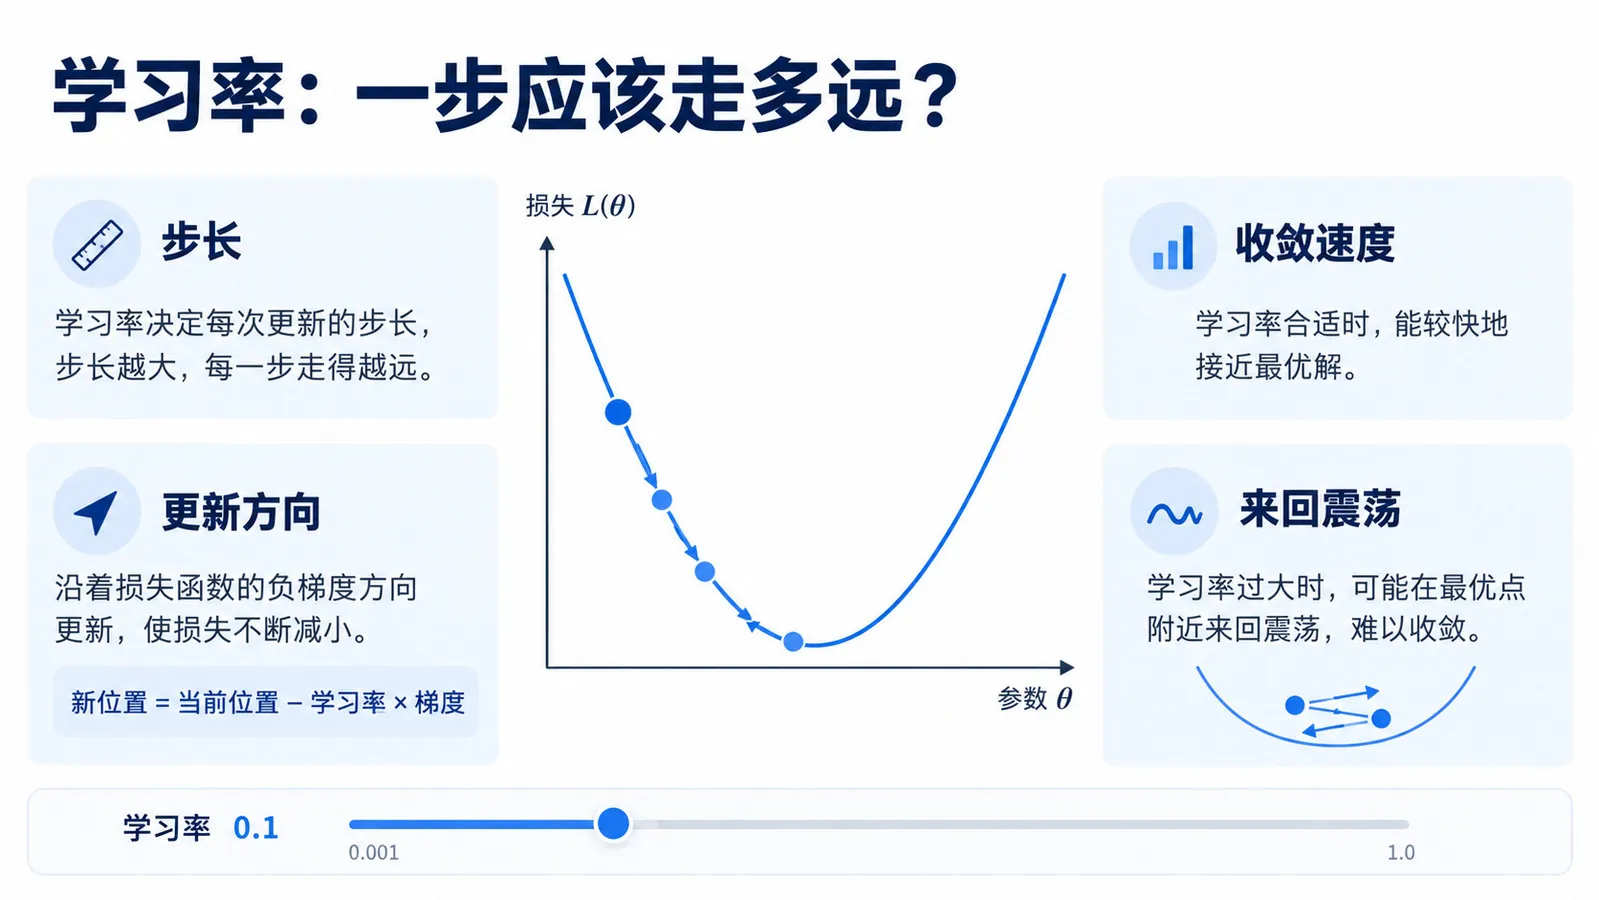 学习率：一步应该走多远？
步长
学习率决定每次更新的步长，
步长越大，每一步走得越远。
更新方向
沿着损失函数的负梯度方向
更新，使损失不断减小。
新位置 = 当前位置 − 学习率 × 梯度
损失 L(θ)
参数 θ
收敛速度
学习率合适时，能较快地
接近最优解。
来回震荡
学习率过大时，可能在最优点
附近来回震荡，难以收敛。
学习率 0.1
0.001
1.0